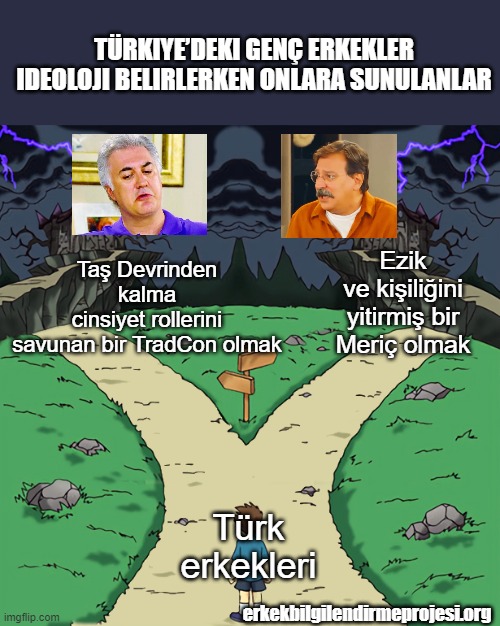 TÜRKIYE'DEKI GENÇ ERKEKLER
IDEOLOJI BELIRLERKEN ONLARA SUNULANLAR
Taş Devrinden
kalma
cinsiyet rollerini
savunan bir TradCon olmak
Ezik
ve kişiliğini
yitirmiş bir
Meriç olmak
Türk
erkekleri
imgflip.com
erkekbilgilendirmeprojesi.org